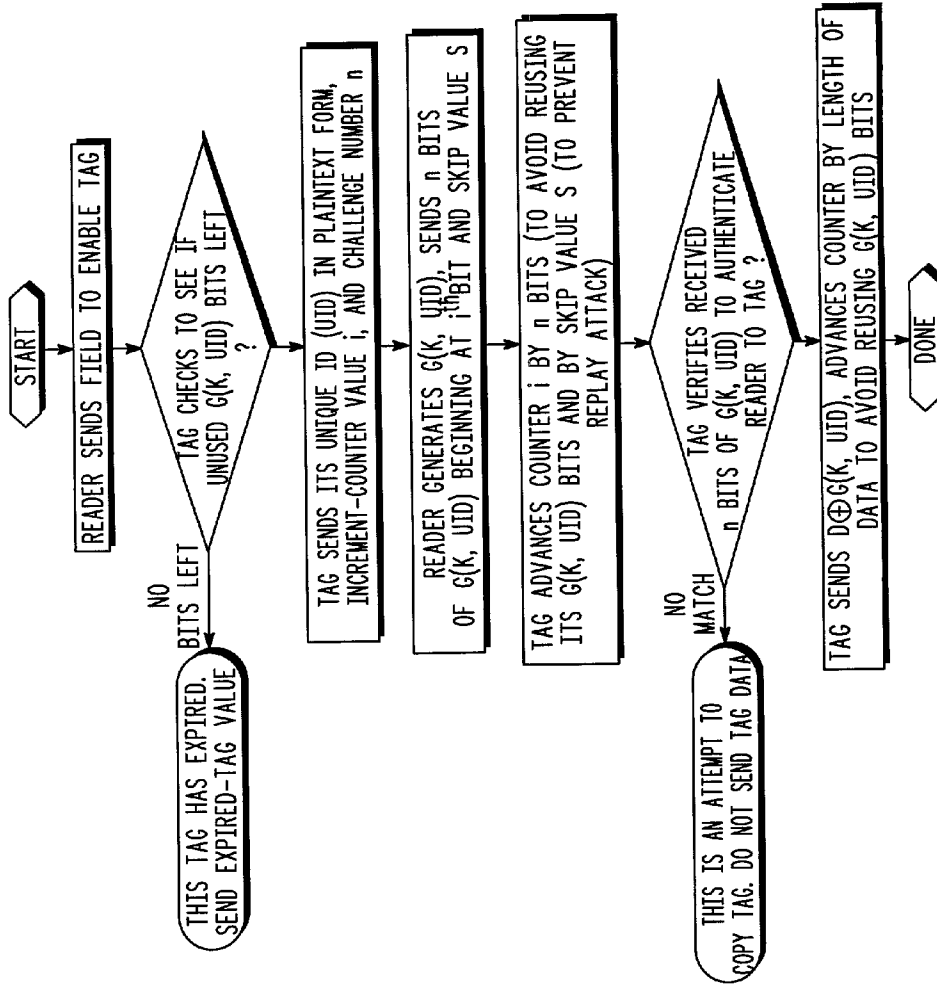 START
READER SENDS FIELD TO ENABLE TAG
TAG CHECKS TO SEE IF
UNUSED G(K, UID) BITS LEFT
?
NO
BITS LEFT
THIS TAG HAS EXPIRED.
SEND EXPIRED-TAG VALUE
TAG SENDS ITS UNIQUE ID (UID) IN PLAINTEXT FORM,
INCREMENT-COUNTER VALUE i, AND CHALLENGE NUMBER n
READER GENERATES G(K, UID), SENDS n BITS
OF G(K, UID) BEGINNING AT ith BIT AND SKIP VALUE S
TAG ADVANCES COUNTER i BY n BITS (TO AVOID REUSING
ITS G(K, UID) BITS AND BY SKIP VALUE S (TO PREVENT
REPLAY ATTACK)
TAG VERIFIES RECEIVED
n BITS OF G(K, UID) TO AUTHENTICATE
READER TO TAG ?
NO
MATCH
THIS IS AN ATTEMPT TO
COPY TAG. DO NOT SEND TAG DATA
TAG SENDS D⊕G(K, UID), ADVANCES COUNTER BY LENGTH OF
DATA TO AVOID REUSING G(K, UID) BITS
DONE